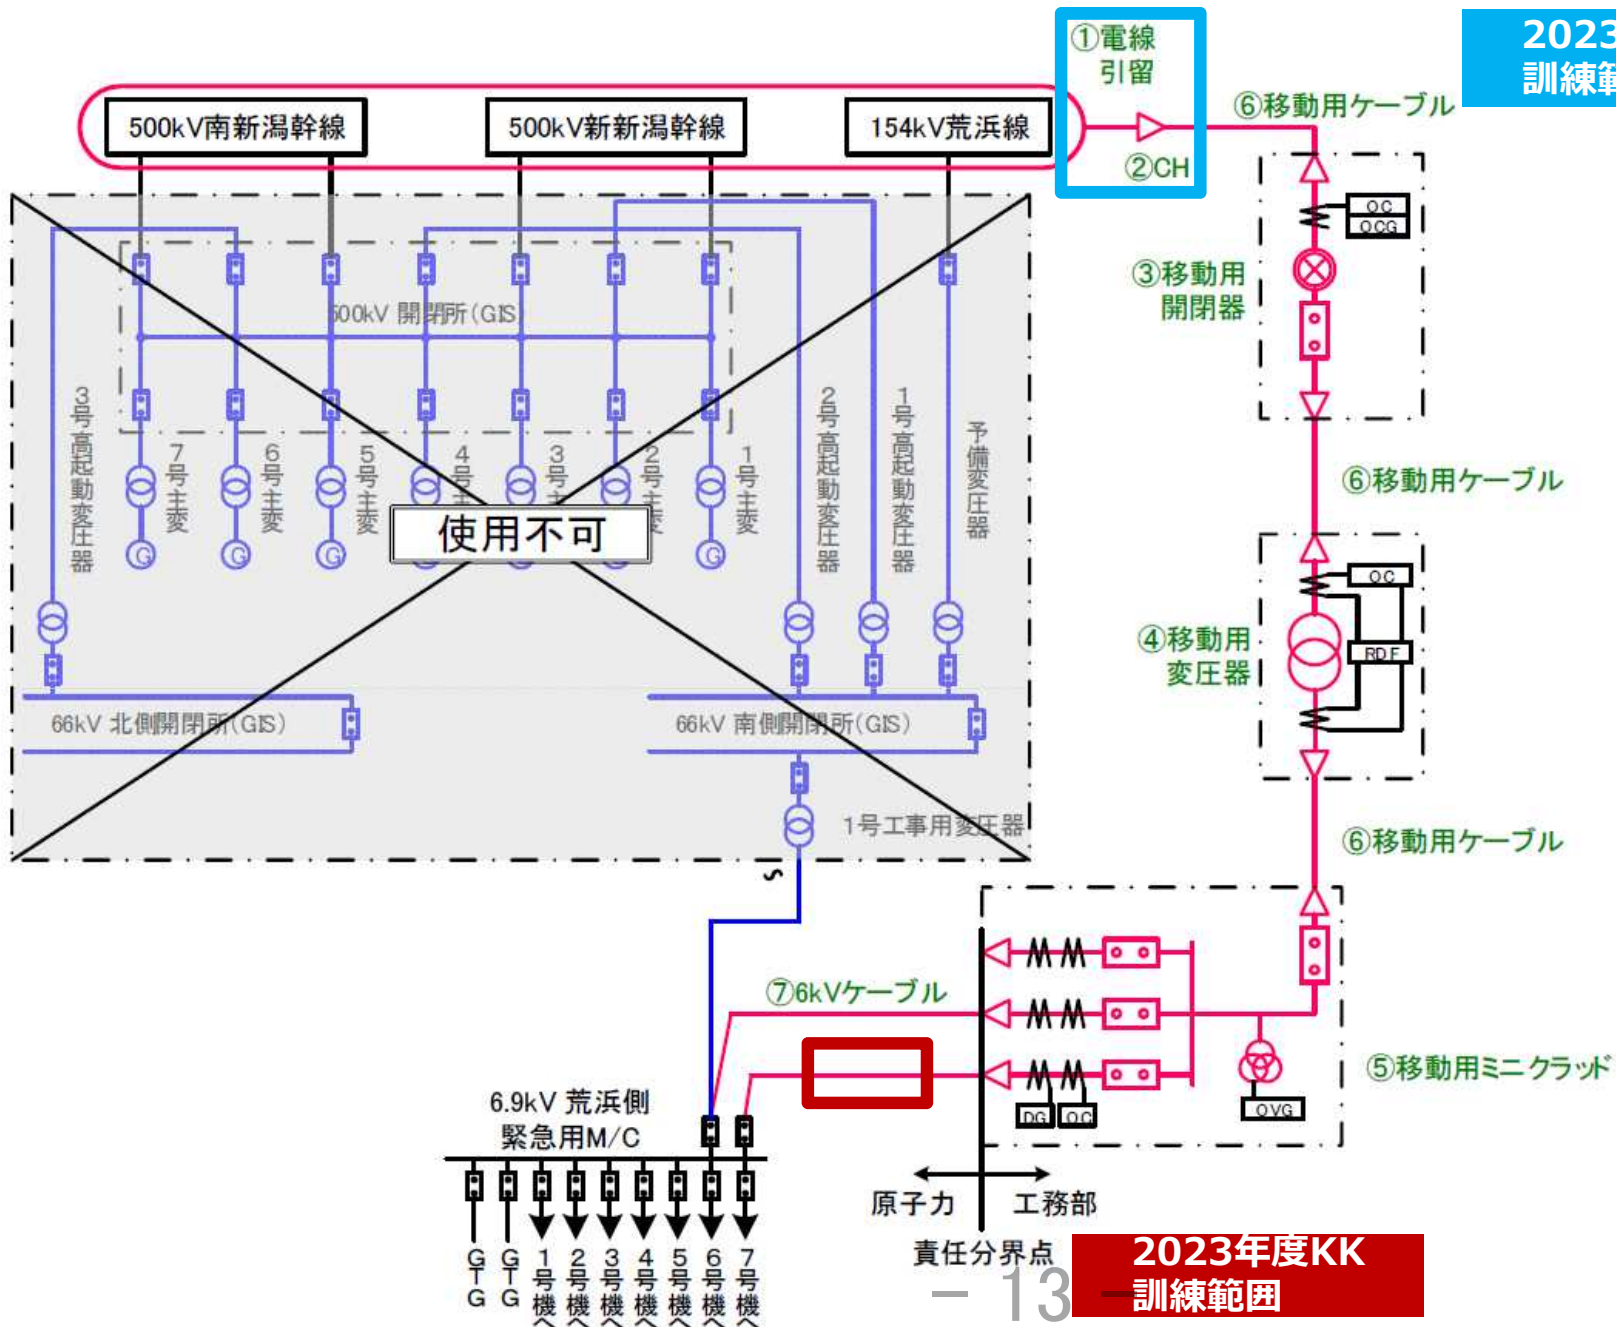 ①電線
引留
2023
訓練範
500kV南新潟幹線
500kV新新潟幹線
154kV荒浜線
②CH
⑥移動用ケーブル
OC
OCG
③移動用
開閉器
500kV 開閉所(GIS)
3号高起動変圧器
7号主変
6号主変
5号主変
4号主
3号主
2号主変
1号主変
2号高起動変圧器
1号高起動変圧器
予備変圧器
使用不可
⑥移動用ケーブル
OC
④移動用
変圧器
RDF
66kV 北側開閉所(GIS)
66kV 南側開閉所(GIS)
1号工事用変圧器
⑥移動用ケーブル
⑦6kVケーブル
⑤移動用ミニクラッド
DG
OC
OVG
6.9kV 荒浜側
緊急用M/C
原子力
工務部
責任分界点
GTG
GTG
1号機へ
2号機へ
3号機へ
4号機へ
5号機へ
6号機へ
7号機へ
2023年度KK
訓練範囲
- 13 -